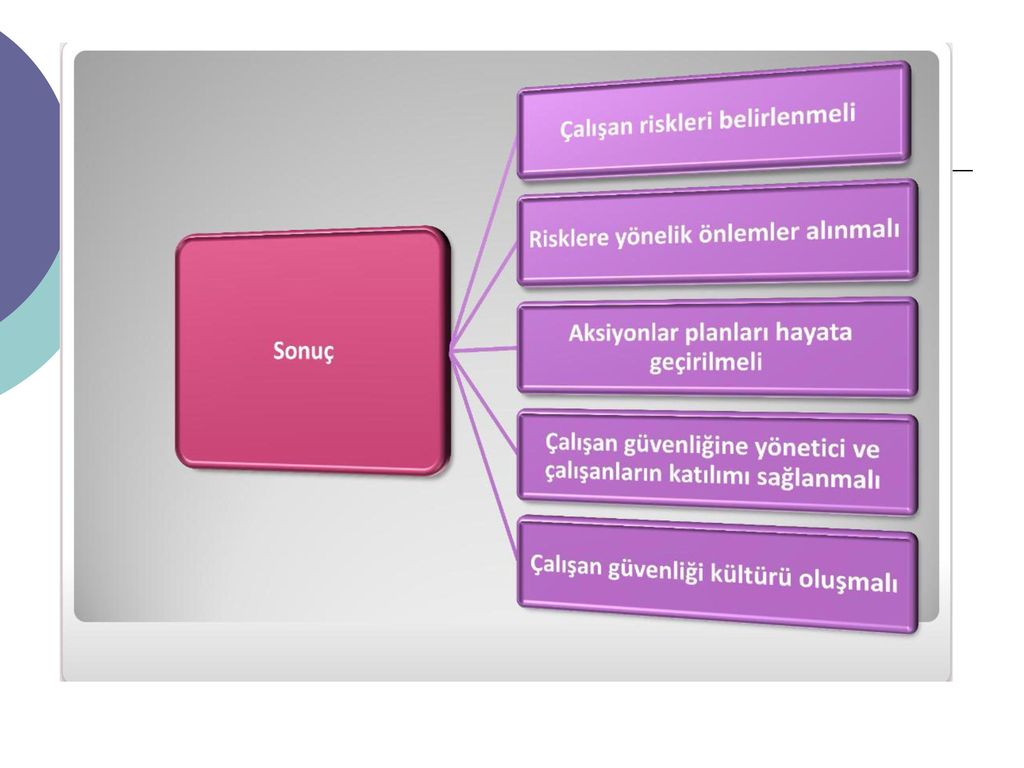 Sonuç
Çalışan riskleri belirlenmeli
Risklere yönelik önlemler alınmalı
Aksiyonlar planları hayata
geçirilmeli
Çalışan güvenliğine yönetici ve
çalışanların katılımı sağlanmalı
Çalışan güvenliği kültürü oluşmalı